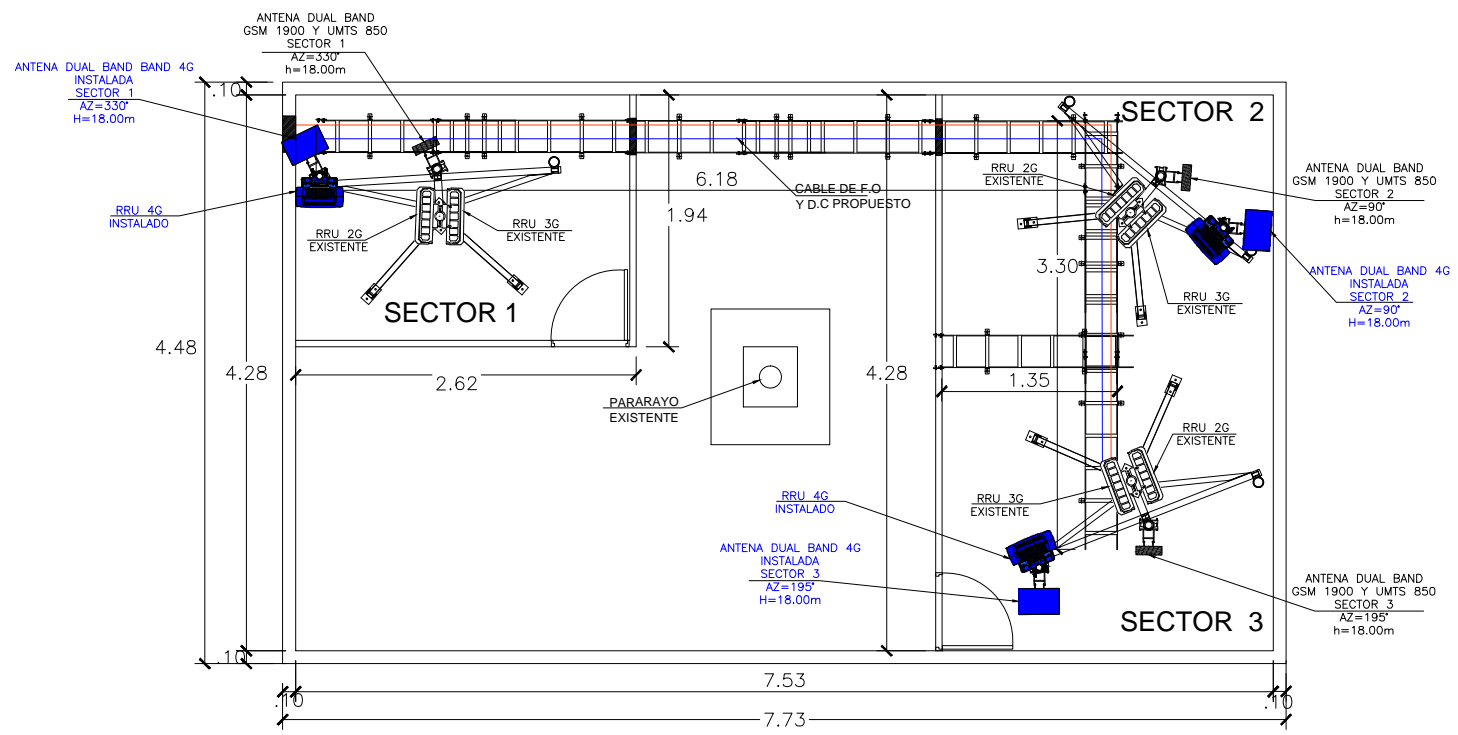 ANTENA DUAL BAND
GSM 1900 Y UMTS 850
SECTOR 1
AZ=330°
h=18.00m
ANTENA DUAL BAND BAND 4G
INSTALADA
SECTOR 1
AZ=330°
H=18.00m
.10
SECTOR 2
RRU 2G
EXISTENTE
ANTENA DUAL BAND
GSM 1900 Y UMTS 850
SECTOR 2
AZ=90°
h=18.00m
6.18
CABLE DE F.O
Y D.C PROPUESTO
RRU 4G
INSTALADO
1.94
RRU 2G
EXISTENTE
RRU 3G
EXISTENTE
3.30
ANTENA DUAL BAND 4G
INSTALADA
SECTOR 2
AZ=90°
H=18.00m
RRU 3G
EXISTENTE
SECTOR 1
4.48
4.28
2.62
4.28
1.35
PARARAYO
EXISTENTE
RRU 2G
EXISTENTE
RRU 4G
INSTALADO
RRU 3G
EXISTENTE
ANTENA DUAL BAND 4G
INSTALADA
SECTOR 3
AZ=195°
H=18.00m
ANTENA DUAL BAND
GSM 1900 Y UMTS 850
SECTOR 3
AZ=195°
h=18.00m
SECTOR 3
.10
7.53
.10
.10
7.73